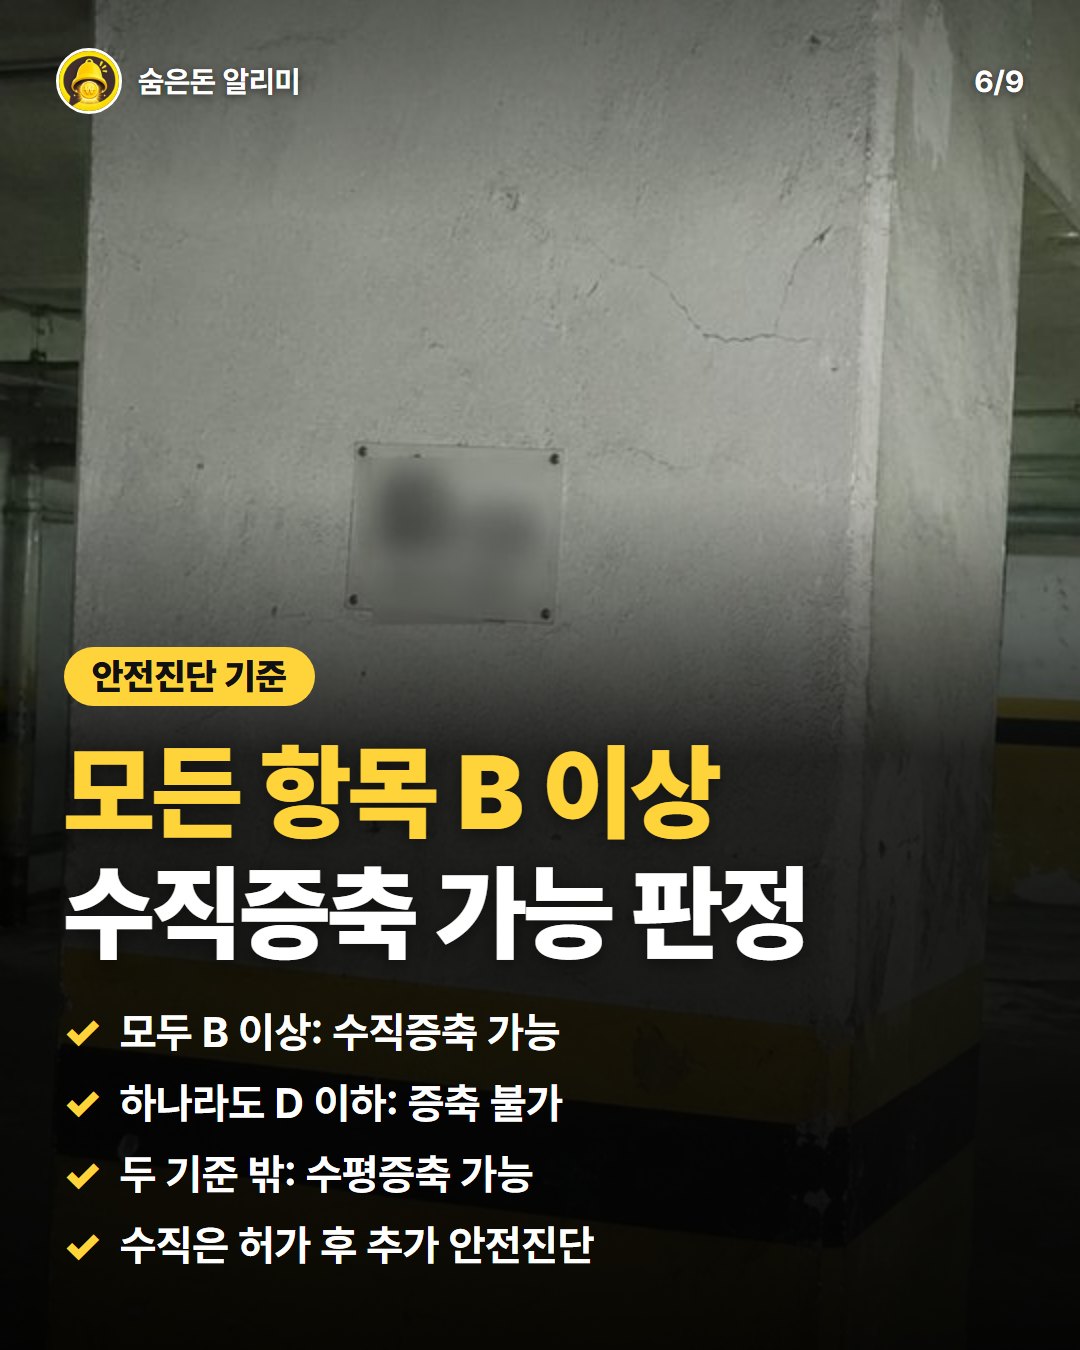 숨은돈 알리미
6/9
안전진단 기준
모든 항목 B 이상
수직증축 가능 판정
모두 B 이상: 수직증축 가능
하나라도 D 이하: 증축 불가
두 기준 밖: 수평증축 가능
수직은 허가 후 추가 안전진단